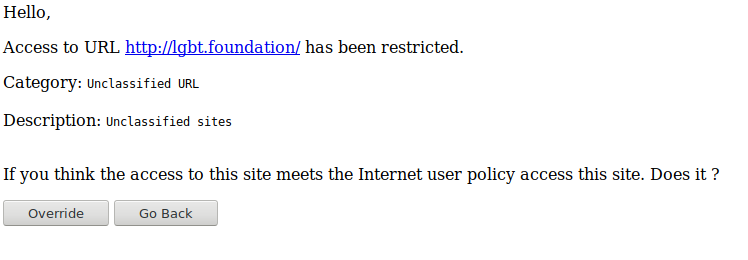 Hello,
Access to URL http://lgbt.foundation/ has been restricted.
Category: Unclassified URL
Description: Unclassified sites
If you think the access to this site meets the Internet user policy access this site. Does it ?
Override Go Back